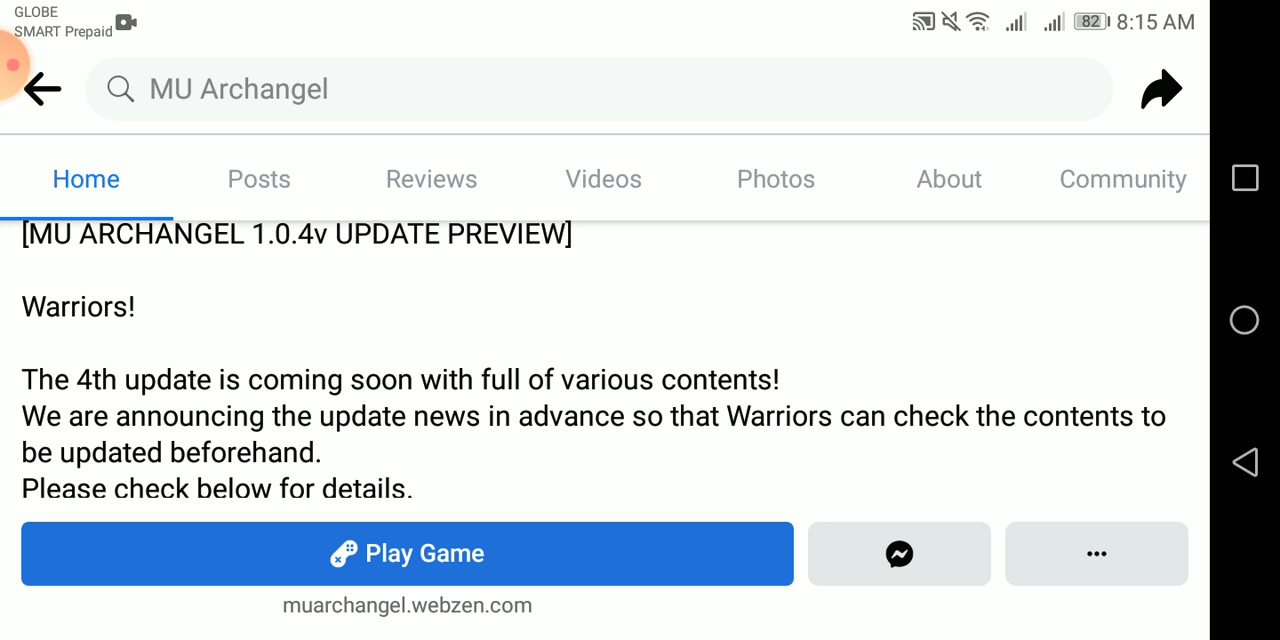 GLOBE
SMART Prepaid
82 8:15 AM
MU Archangel
Home Posts Reviews Videos Photos About Community
[MU ARCHANGEL 1.0.4v UPDATE PREVIEW]
Warriors!
The 4th update is coming soon with full of various contents!
We are announcing the update news in advance so that Warriors can check the contents to
be updated beforehand.
Please check below for details.
Play Game
muarchangel.webzen.com